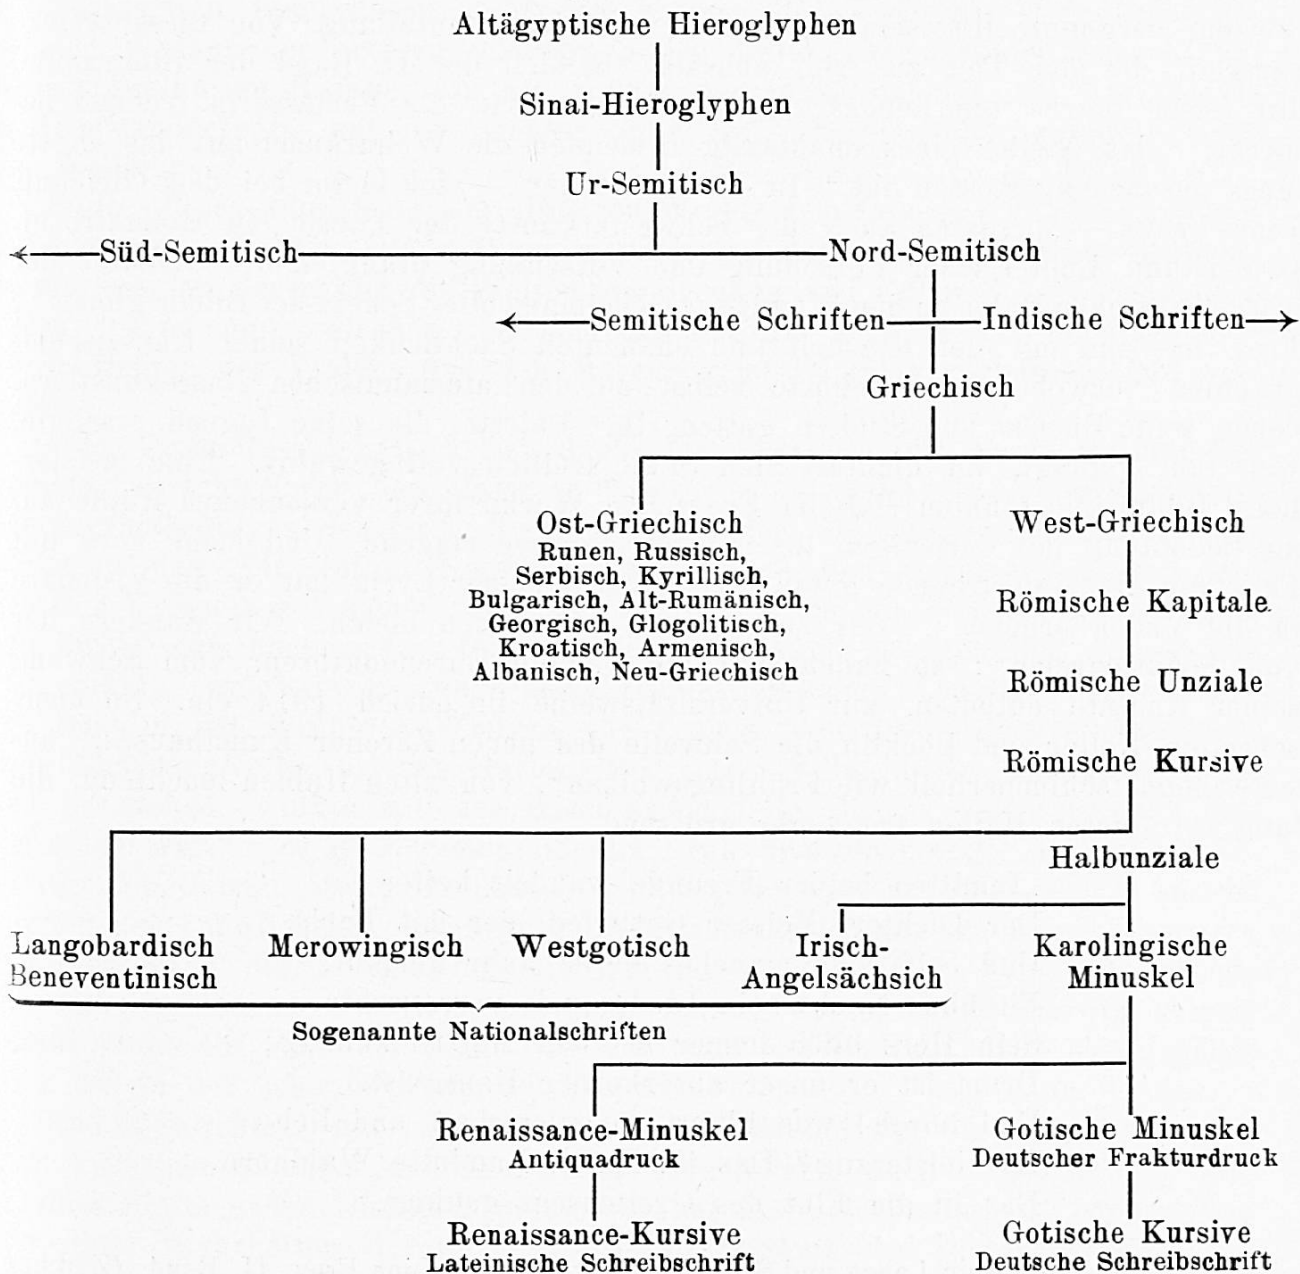 Altägyptische Hieroglyphen
Sinai-Hieroglyphen
Ur-Semitisch
Süd-Semitisch
Nord-Semitisch
Semitische Schriften
Indische Schriften
Griechisch
Ost-Griechisch
Runen, Russisch,
Serbisch, Kyrillisch,
Bulgarisch, Alt-Rumänisch,
Georgisch, Glogolitisch,
Kroatisch, Armenisch,
Albanisch, Neu-Griechisch
West-Griechisch
Römische Kapitale.
Römische Unziale
Römische Kursive
Halbunziale
Langobardisch
Beneventinisch
Merowingisch
Westgotisch
Irisch-
Angelsächsich
Karolingische
Minuskel
Sogenannte Nationalschriften
Renaissance-Minuskel
Antiquadruck
Gotische Minuskel
Deutscher Frakturdruck
Renaissance-Kursive
Lateinische Schreibschrift
Gotische Kursive
Deutsche Schreibschrift